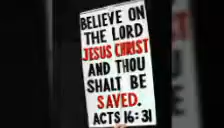 BELIEVE ON
THE LORD
JESUS CHRIST
AND THOU
SHALT BE
SAVED.
ACTS 16:31